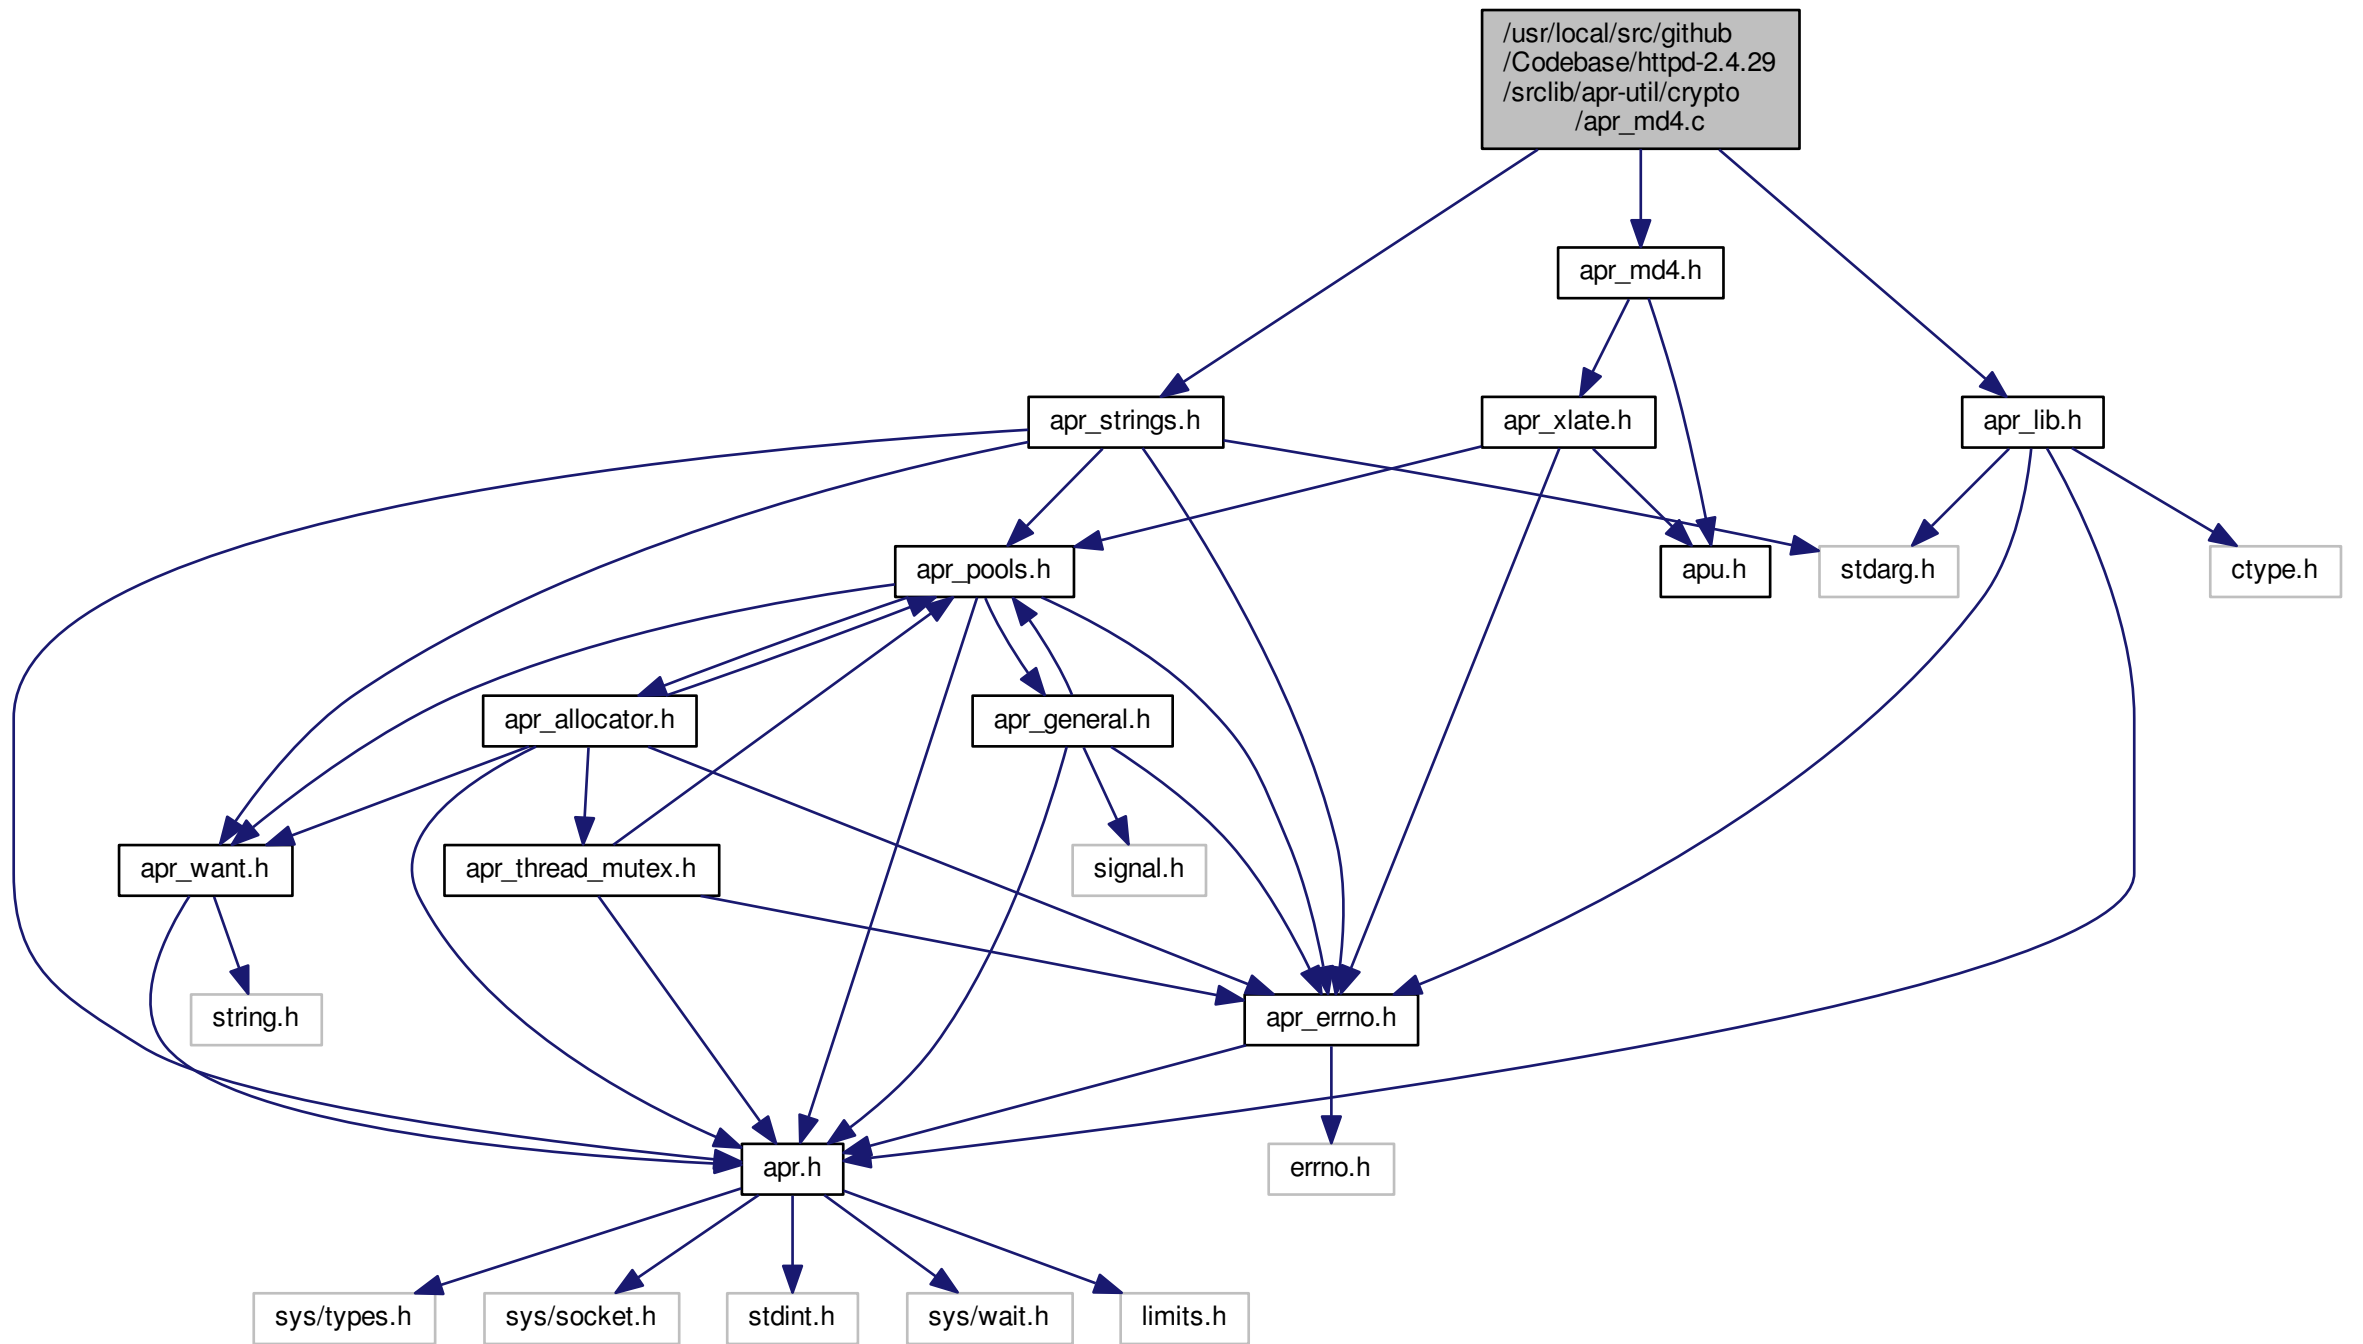 /usr/local/src/github
/Codebase/httpd-2.4.29
/srclib/apr-util/crypto
/apr_md4.c
apr_md4.h
apr_strings.h
apr_xlate.h
apr_lib.h
apr_pools.h
apu.h
stdarg.h
ctype.h
apr_allocator.h
apr_general.h
apr_want.h
apr_thread_mutex.h
signal.h
string.h
apr_errno.h
apr.h
errno.h
sys/types.h
sys/socket.h
stdint.h
sys/wait.h
limits.h